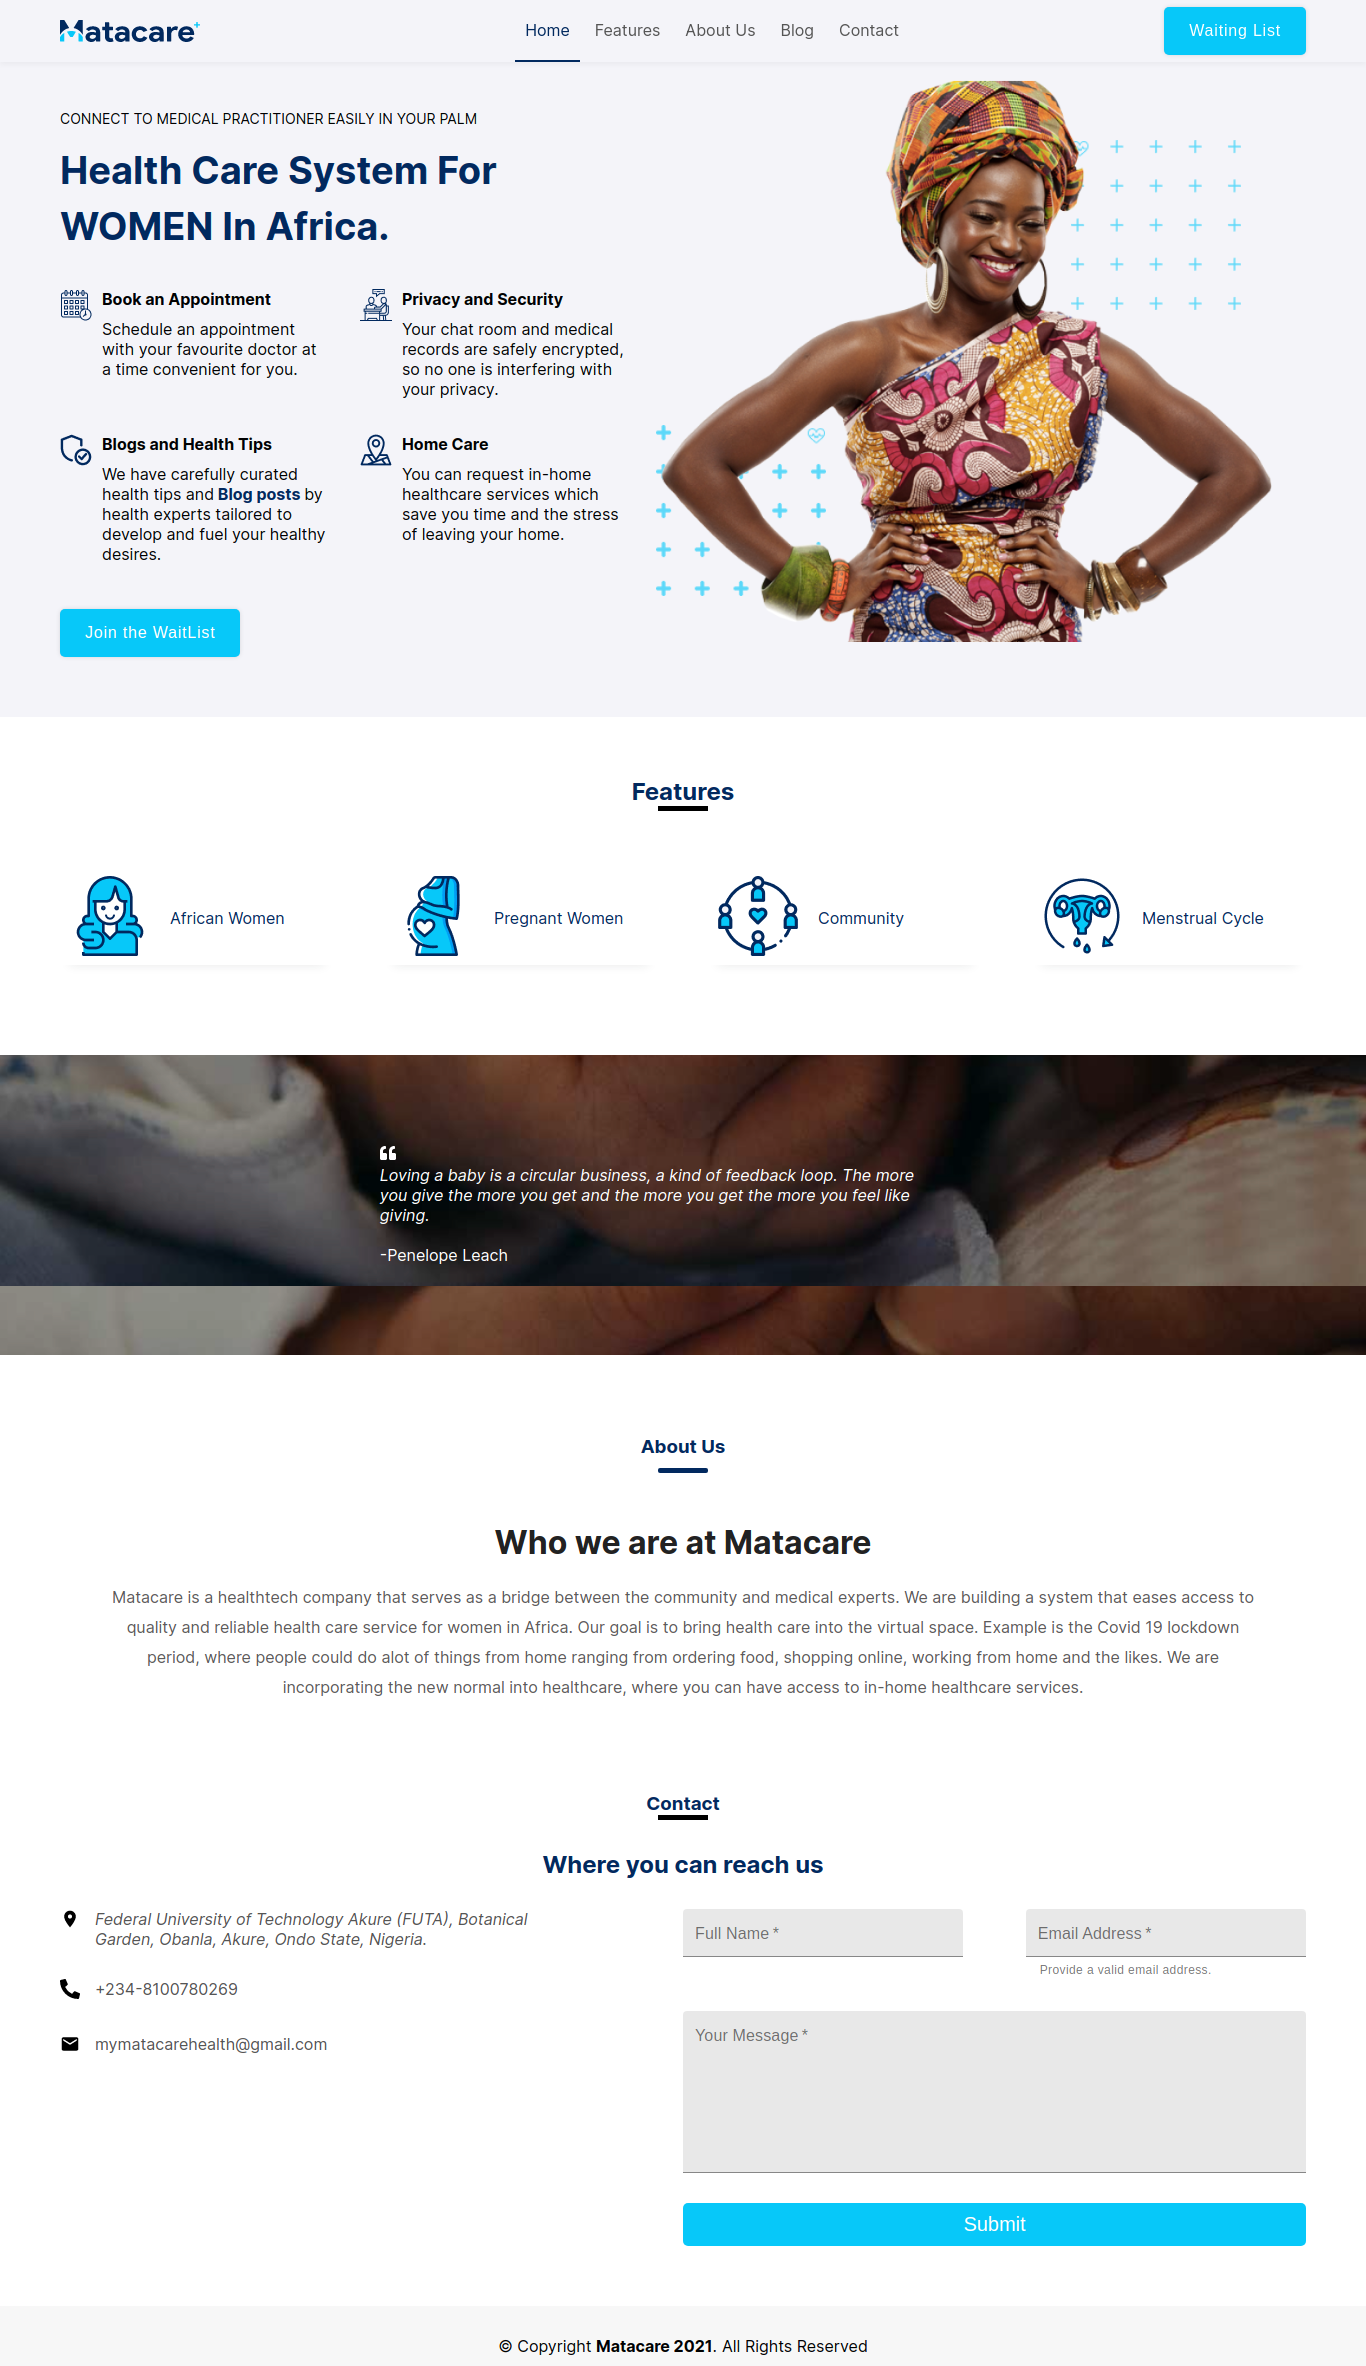 Matacare
Home Features About Us Blog Contact
Waiting List
CONNECT TO MEDICAL PRACTITIONER EASILY IN YOUR PALM
Health Care System For
WOMEN In Africa.
Book an Appointment
Schedule an appointment
with your favourite doctor at
a time convenient for you.
Privacy and Security
Your chat room and medical
records are safely encrypted,
so no one is interfering with
your privacy.
Blogs and Health Tips
We have carefully curated
health tips and Blog posts by
health experts tailored to
develop and fuel your healthy
desires.
Home Care
You can request in-home
healthcare services which
save you time and the stress
of leaving your home.
Join the WaitList
Features
African Women
Pregnant Women
Community
Menstrual Cycle
Loving a baby is a circular business, a kind of feedback loop. The more
you give the more you get and the more you get the more you feel like
giving.
-Penelope Leach
About Us
Who we are at Matacare
Matacare is a healthtech company that serves as a bridge between the community and medical experts. We are building a system that eases access to
quality and reliable health care service for women in Africa. Our goal is to bring health care into the virtual space. Example is the Covid 19 lockdown
period, where people could do alot of things from home ranging from ordering food, shopping online, working from home and the likes. We are
incorporating the new normal into healthcare, where you can have access to in-home healthcare services.
Contact
Where you can reach us
Federal University of Technology Akure (FUTA), Botanical
Garden, Obanla, Akure, Ondo State, Nigeria.
+234-8100780269
mymatacarehealth@gmail.com
Full Name *
Email Address *
Provide a valid email address.
Your Message *
Submit
© Copyright Matacare 2021. All Rights Reserved